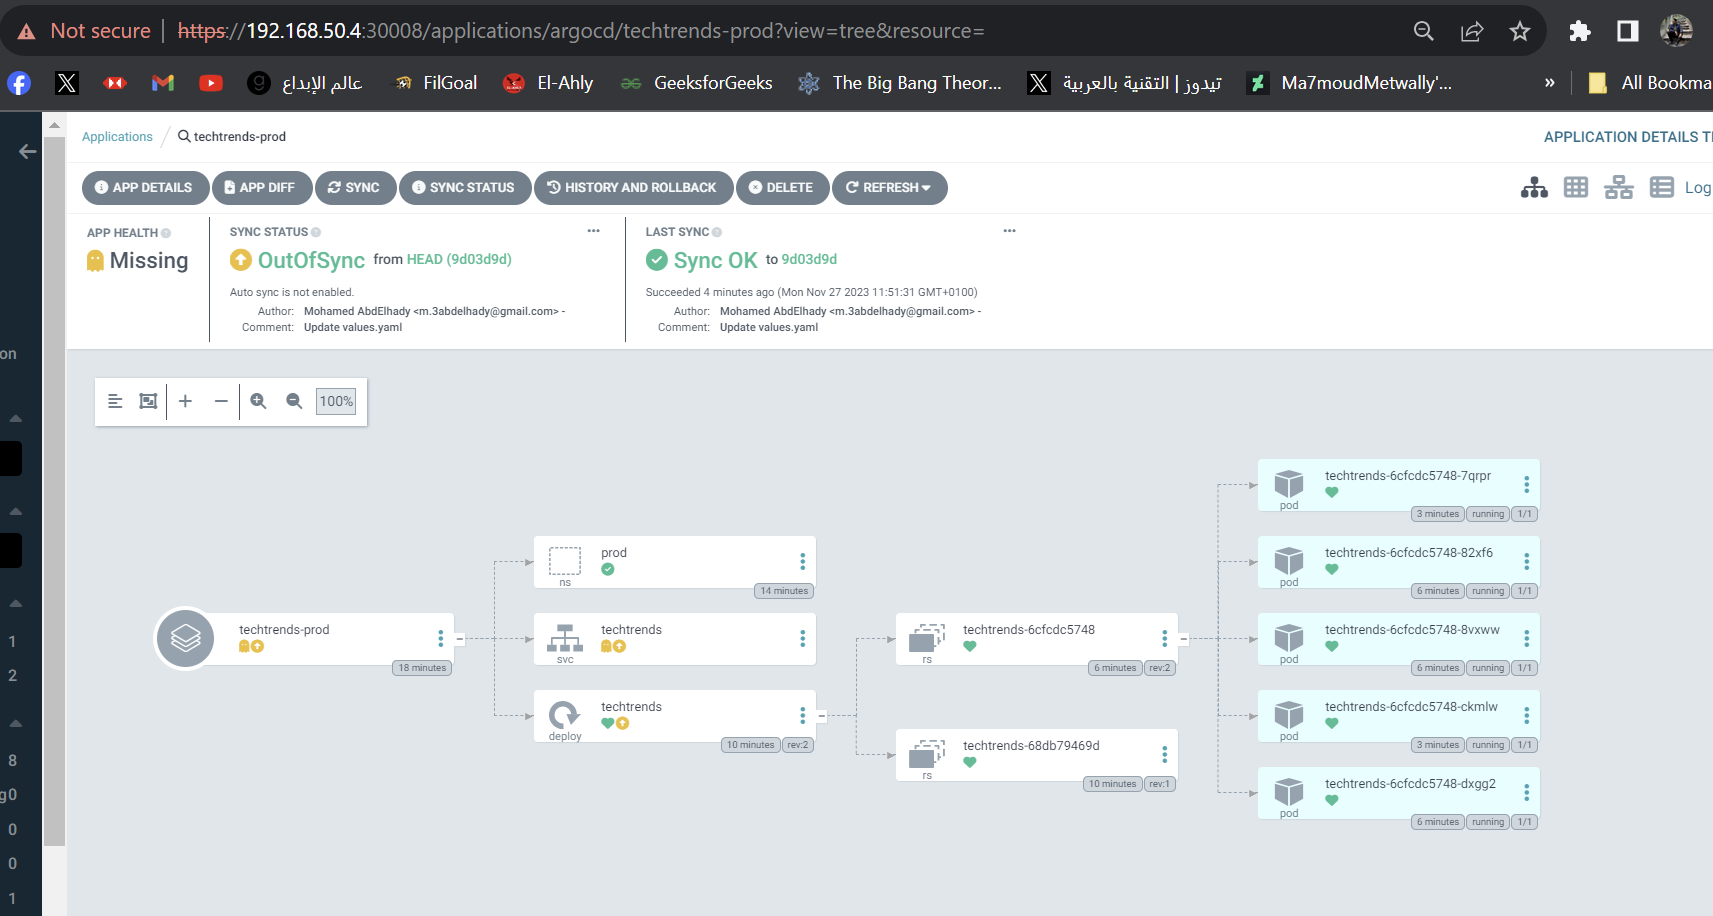 Not secure
https://192.168.50.4:30008/applications/argocd/techtrends-prod?view=tree&resource=
عالم الإبداع
FilGoal
El-Ahly
GeeksforGeeks
The Big Bang Theor...
تيدوز | التقنية بالعربية
Ma7moudMetwally'...
»
All Bookma
Applications
techtrends-prod
APPLICATION DETAILS T
APP DETAILS
APP DIFF
SYNC
SYNC STATUS
HISTORY AND ROLLBACK
DELETE
REFRESH
Log
APP HEALTH
Missing
SYNC STATUS
OutOfSync from HEAD (9d03d9d)
Auto sync is not enabled.
Author: Mohamed AbdElhady <m.3abdelhady@gmail.com> -
Comment: Update values.yaml
LAST SYNC
Sync OK to 9d03d9d
Succeeded 4 minutes ago (Mon Nov 27 2023 11:51:31 GMT+0100)
Author: Mohamed AbdElhady <m.3abdelhady@gmail.com> -
Comment: Update values.yaml
on
1
2
8
g0
0
0
1
100%
techtrends-prod
18 minutes
prod
ns
14 minutes
techtrends
svc
techtrends
deploy
10 minutes rev:2
techtrends-6cfcdc5748
rs
6 minutes rev:2
techtrends-68db79469d
rs
10 minutes rev:1
techtrends-6cfcdc5748-7qrpr
pod
3 minutes running 1/1
techtrends-6cfcdc5748-82xf6
pod
6 minutes running 1/1
techtrends-6cfcdc5748-8vxww
pod
6 minutes running 1/1
techtrends-6cfcdc5748-ckmlw
pod
3 minutes running 1/1
techtrends-6cfcdc5748-dxgg2
pod
6 minutes running 1/1